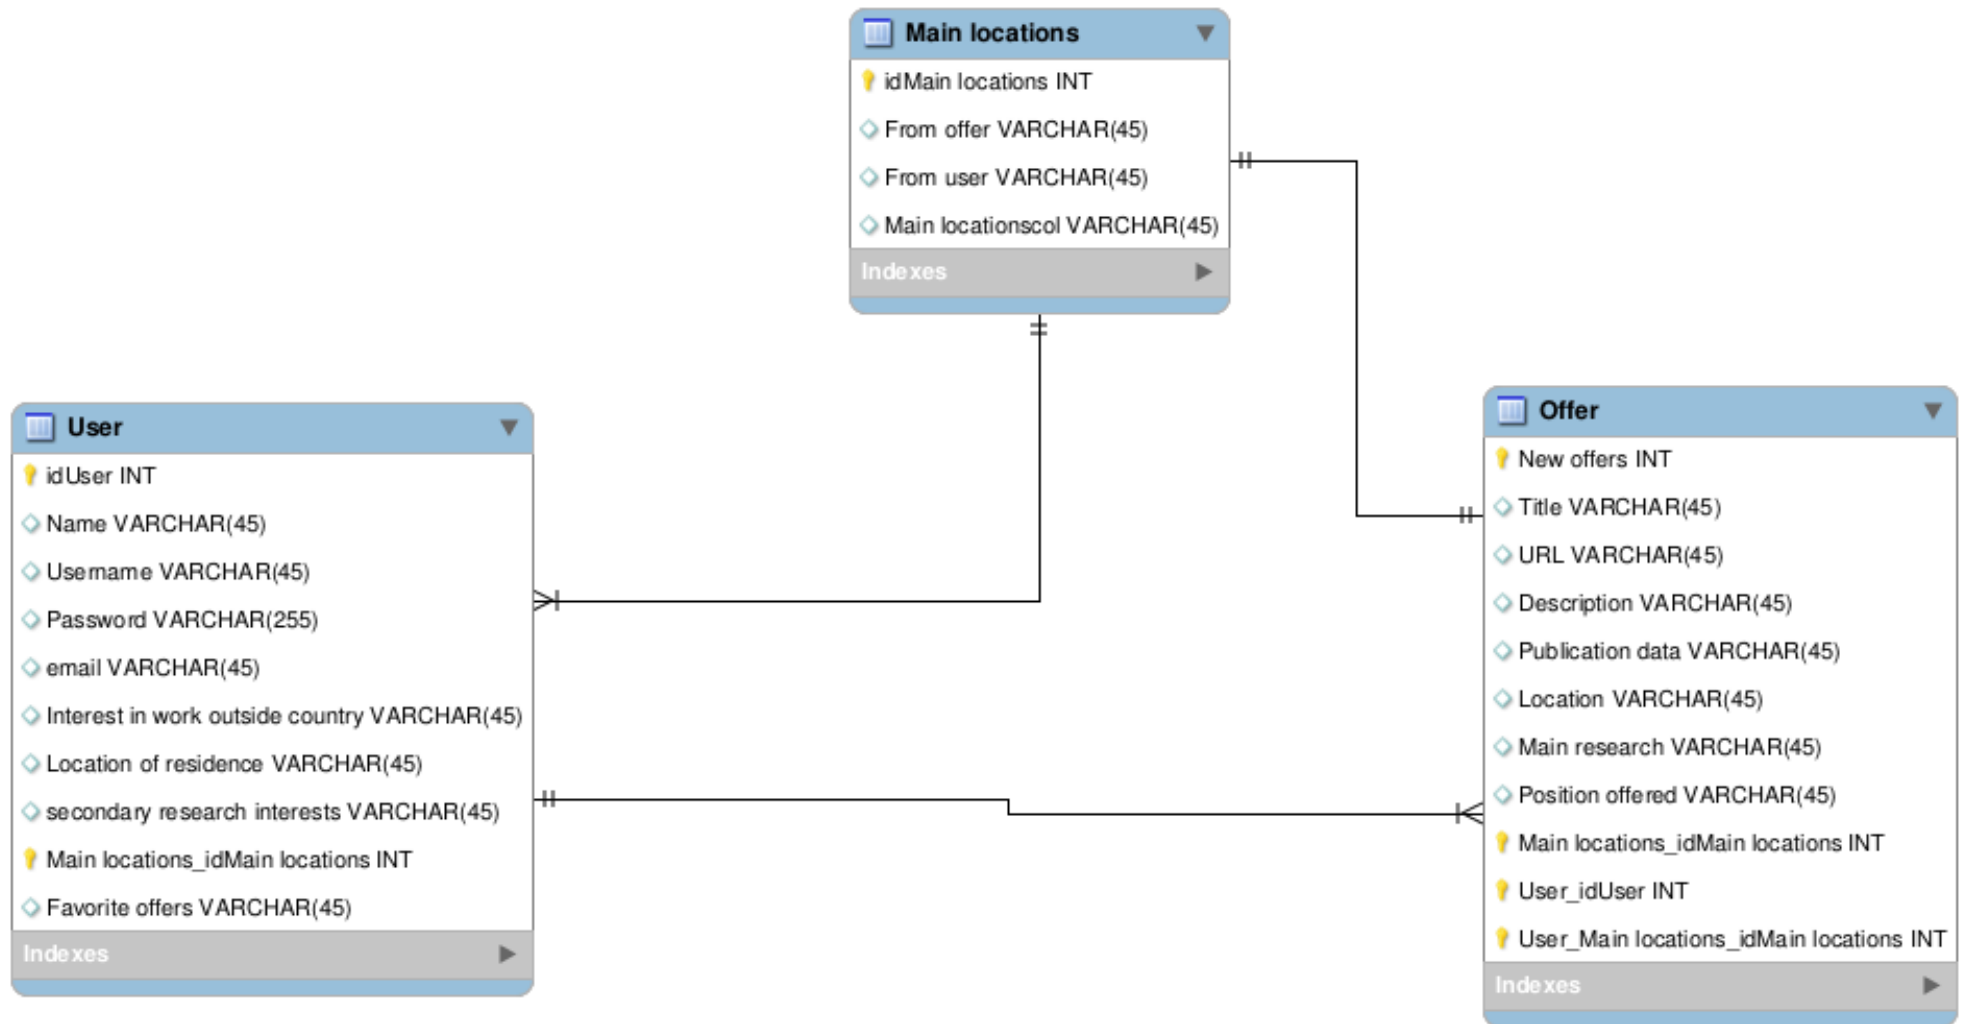 Main locations
idMain locations INT
From offer VARCHAR(45)
From user VARCHAR(45)
Main locationscol VARCHAR(45)
Indexes
User
idUser INT
Name VARCHAR(45)
Username VARCHAR(45)
Password VARCHAR(255)
email VARCHAR(45)
Interest in work outside country VARCHAR(45)
Location of residence VARCHAR(45)
secondary research interests VARCHAR(45)
Main locations_idMain locations INT
Favorite offers VARCHAR(45)
Indexes
Offer
New offers INT
Title VARCHAR(45)
URL VARCHAR(45)
Description VARCHAR(45)
Publication data VARCHAR(45)
Location VARCHAR(45)
Main research VARCHAR(45)
Position offered VARCHAR(45)
Main locations_idMain locations INT
User_idUser INT
User_Main locations_idMain locations INT
Indexes